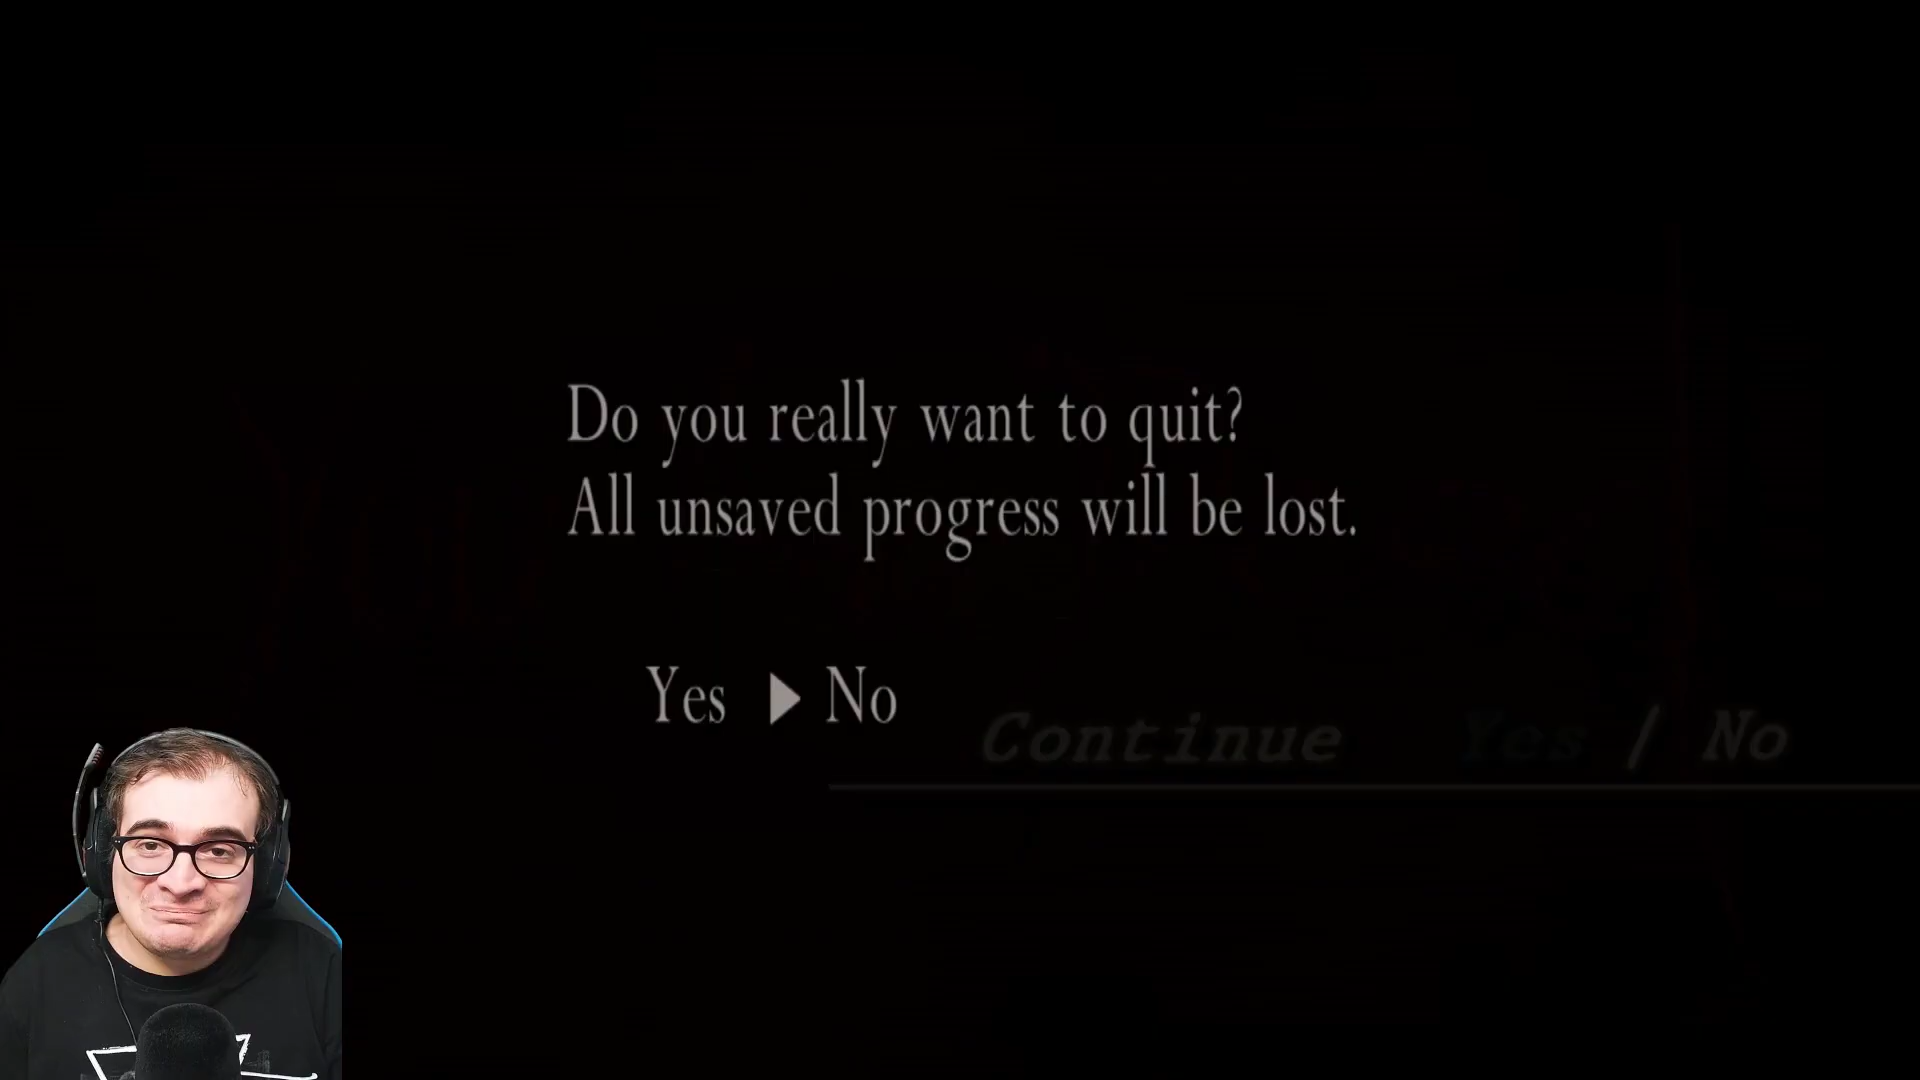 Do you really want to quit?
All unsaved progress will be lost.
Yes No
Continue Yes / No